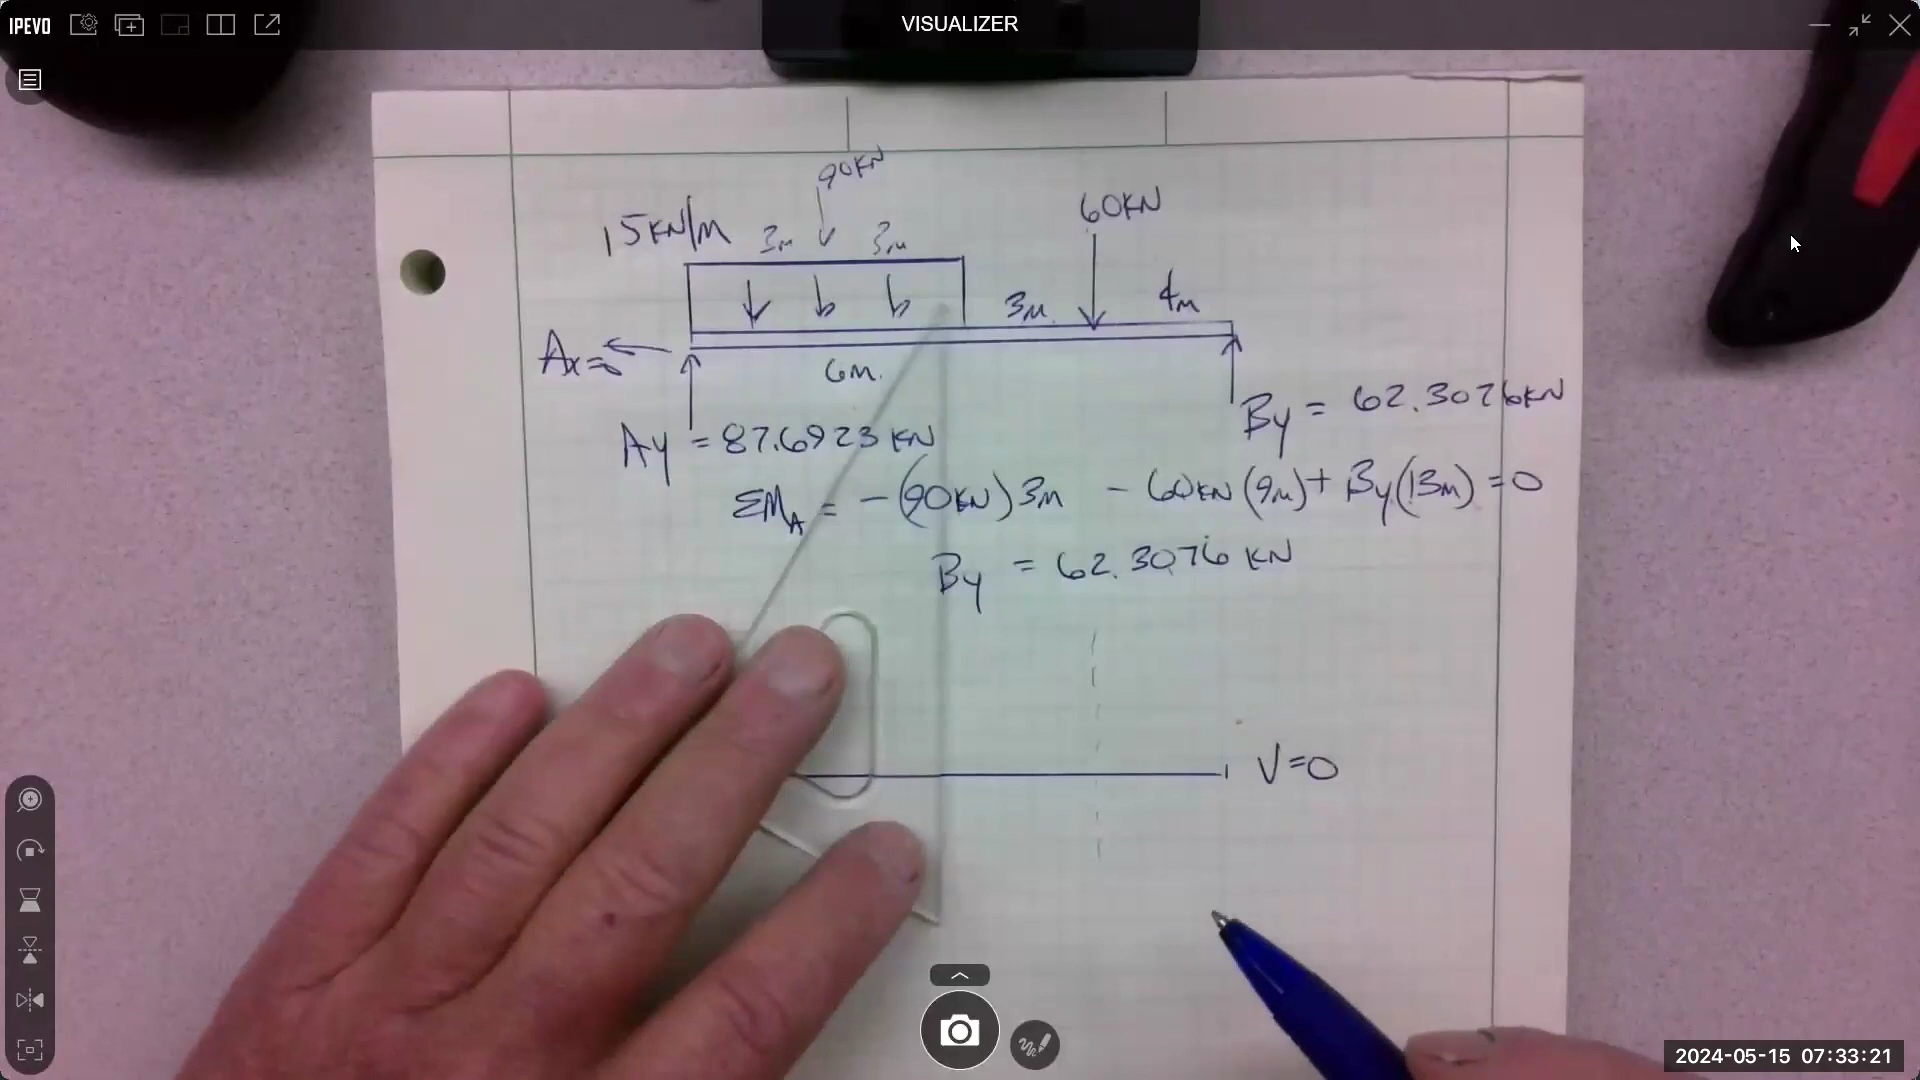 IPEVO
VISUALIZER
90KN
15KN/M 3m 3m
60KN
3m. 4m
Ax=0
6m.
By = 62.3076KN
Ay = 87.6923 KN
ΣM_A = -(90KN)3m - 60KN(9m) + By(13m) = 0
By = 62.3076 KN
V=0
2024-05-15 07:33:21